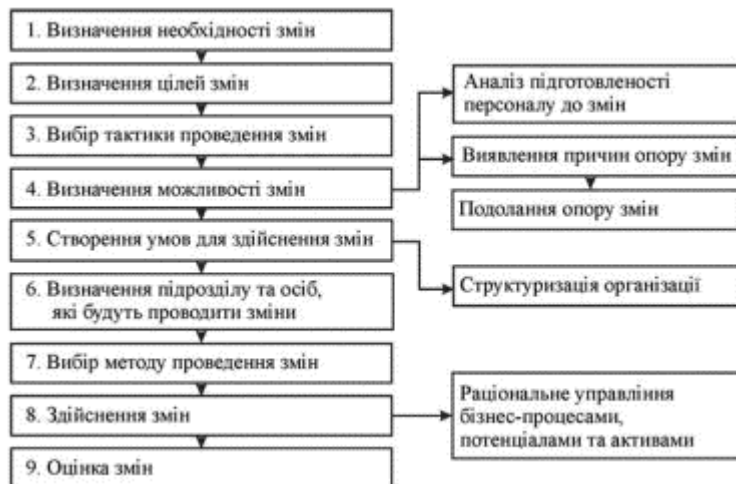 1. Визначення необхідності змін
2. Визначення цілей змін
3. Вибір тактики проведення змін
4. Визначення можливості змін
5. Створення умов для здійснення змін
6. Визначення підрозділу та осіб,
які будуть проводити зміни
7. Вибір методу проведення змін
8. Здійснення змін
9. Оцінка змін
Аналіз підготовленості
персоналу до змін
Виявлення причин опору змін
Подолання опору змін
Структуризація організації
Раціональне управління
бізнес-процесами,
потенціалами та активами